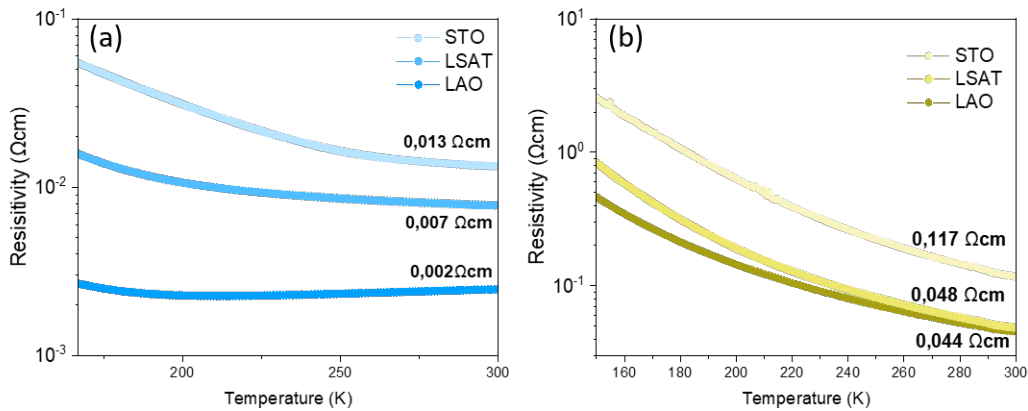 (a)
STO
LSAT
LAO
10⁻¹
10⁻²
10⁻³
Resisitivity (Ωcm)
0,013 Ωcm
0,007 Ωcm
0,002Ωcm
200
250
300
Temperature (K)
(b)
STO
LSAT
LAO
10¹
10⁰
10⁻¹
Resistivity (Ωcm)
0,117 Ωcm
0,048 Ωcm
0,044 Ωcm
160 180 200 220 240 260 280 300
Temperature (K)